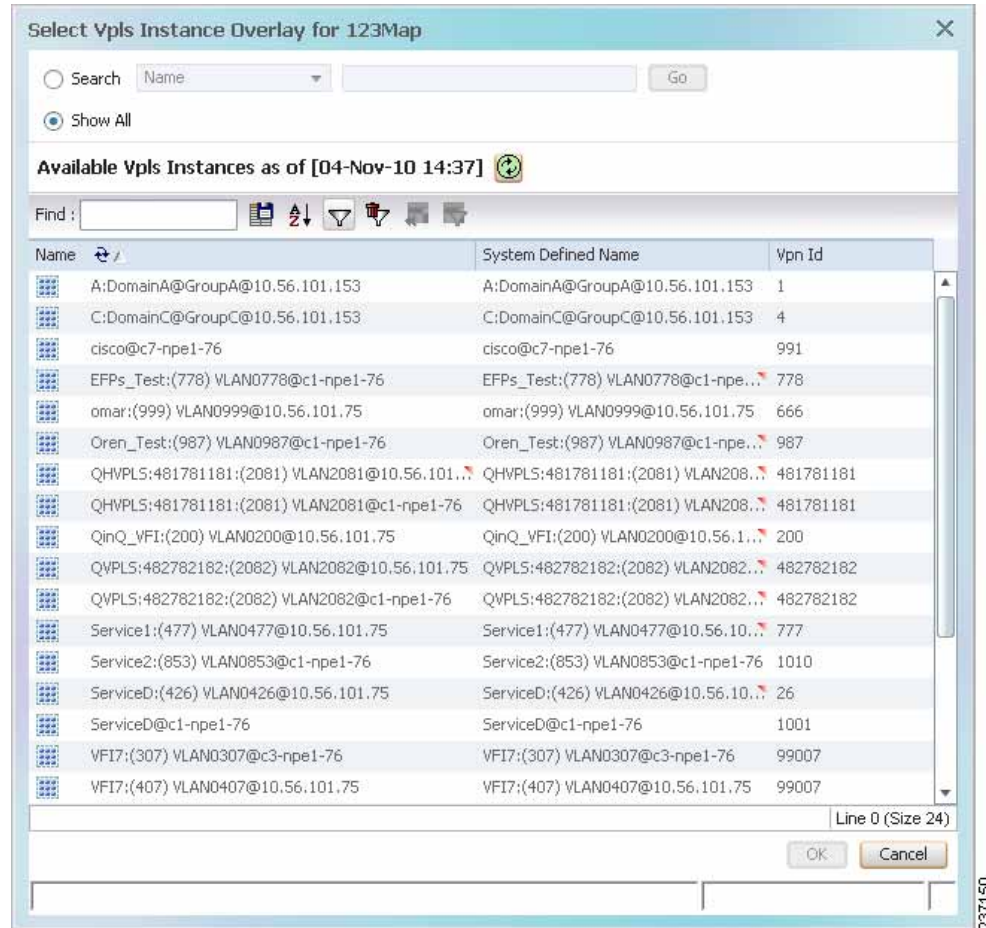 Select Vpls Instance Overlay for 123Map
Search Name Go
Show All
Available Vpls Instances as of [04-Nov-10 14:37]
Find :
Name System Defined Name Vpn Id
A:DomainA@GroupA@10.56.101.153 A:DomainA@GroupA@10.56.101.153 1
C:DomainC@GroupC@10.56.101.153 C:DomainC@GroupC@10.56.101.153 4
cisco@c7-npe1-76 cisco@c7-npe1-76 991
EFPs_Test:(778) VLAN0778@c1-npe1-76 EFPs_Test:(778) VLAN0778@c1-npe... 778
omar:(999) VLAN0999@10.56.101.75 omar:(999) VLAN0999@10.56.101.75 666
Oren_Test:(987) VLAN0987@c1-npe1-76 Oren_Test:(987) VLAN0987@c1-npe... 987
QHVPLS:481781181:(2081) VLAN2081@10.56.101... QHVPLS:481781181:(2081) VLAN208... 481781181
QHVPLS:481781181:(2081) VLAN2081@c1-npe1-76 QHVPLS:481781181:(2081) VLAN208... 481781181
QinQ_VFI:(200) VLAN0200@10.56.101.75 QinQ_VFI:(200) VLAN0200@10.56.1... 200
QVPLS:482782182:(2082) VLAN2082@10.56.101.75 QVPLS:482782182:(2082) VLAN2082... 482782182
QVPLS:482782182:(2082) VLAN2082@c1-npe1-76 QVPLS:482782182:(2082) VLAN2082... 482782182
Service1:(477) VLAN0477@10.56.101.75 Service1:(477) VLAN0477@10.56.10... 777
Service2:(853) VLAN0853@c1-npe1-76 Service2:(853) VLAN0853@c1-npe1-76 1010
ServiceD:(426) VLAN0426@10.56.101.75 ServiceD:(426) VLAN0426@10.56.10... 26
ServiceD@c1-npe1-76 ServiceD@c1-npe1-76 1001
VFI7:(307) VLAN0307@c3-npe1-76 VFI7:(307) VLAN0307@c3-npe1-76 99007
VFI7:(407) VLAN0407@10.56.101.75 VFI7:(407) VLAN0407@10.56.101.75 99007
Line 0 (Size 24)
OK Cancel
237150